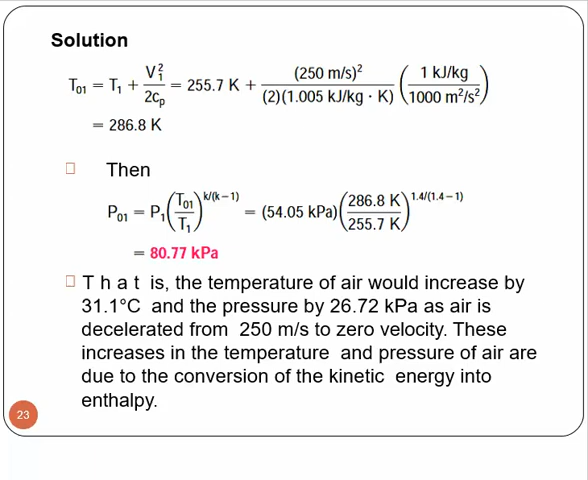 Solution
T01 = T1 + V1²/2cp = 255.7 K + (250 m/s)²/(2)(1.005 kJ/kg · K) (1 kJ/kg / 1000 m²/s²)
= 286.8 K
Then
P01 = P1(T01/T1)^k/(k−1) = (54.05 kPa)(286.8 K/255.7 K)^1.4/(1.4−1)
= 80.77 kPa
T h a t is, the temperature of air would increase by
31.1°C and the pressure by 26.72 kPa as air is
decelerated from 250 m/s to zero velocity. These
increases in the temperature and pressure of air are
due to the conversion of the kinetic energy into
enthalpy.
23